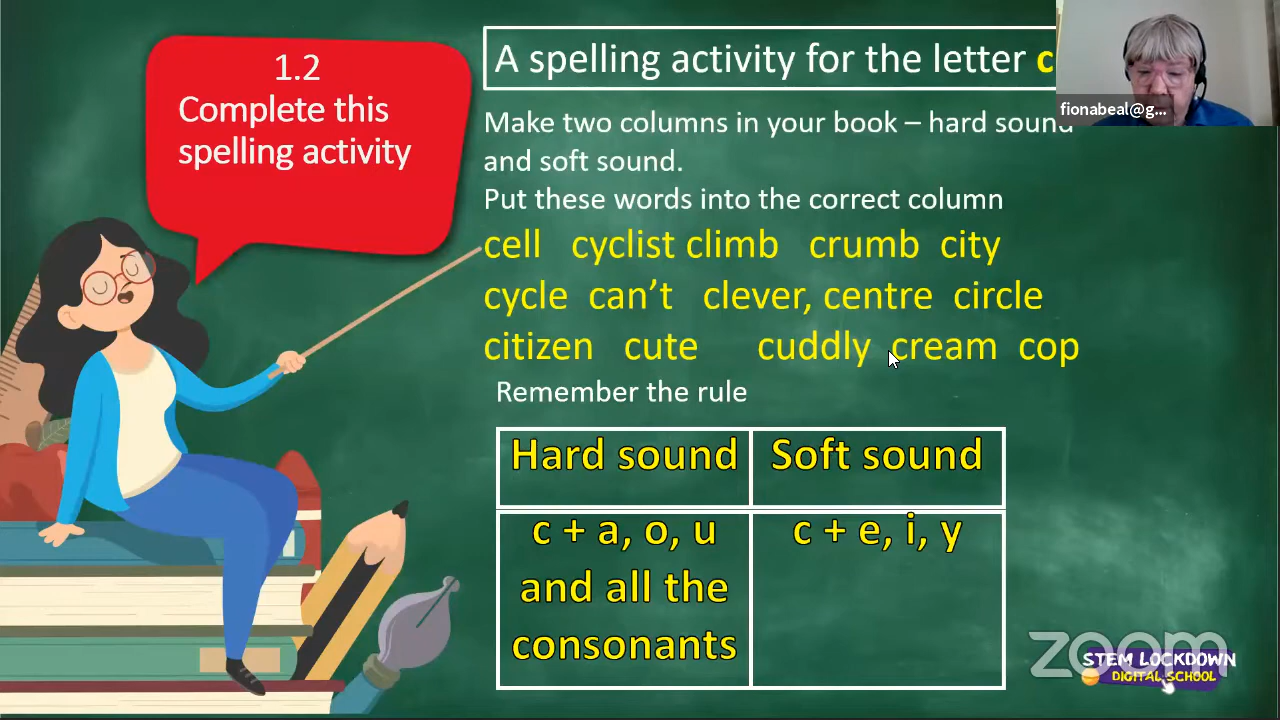 1.2
Complete this
spelling activity
A spelling activity for the letter c
fionabeal@g...
Make two columns in your book – hard sound
and soft sound.
Put these words into the correct column
cell cyclist climb crumb city
cycle can't clever, centre circle
citizen cute cuddly cream cop
Remember the rule
Hard sound Soft sound
c + a, o, u c + e, i, y
and all the
consonants
zoom
STEM LOCKDOWN
DIGITAL SCHOOL